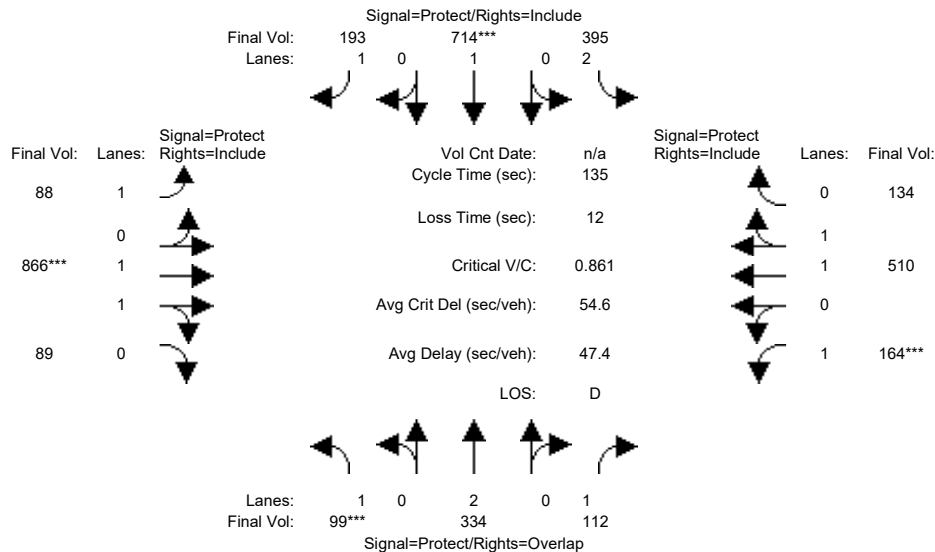 Signal=Protect/Rights=Include
Final Vol: 193 714*** 395
Lanes: 1 0 1 0 2
Signal=Protect
Final Vol: Lanes: Rights=Include
Vol Cnt Date: n/a
Signal=Protect
Rights=Include Lanes: Final Vol:
Cycle Time (sec): 135
88 1
0 134
Loss Time (sec): 12
0
1
866*** 1
Critical V/C: 0.861
1 510
1
Avg Crit Del (sec/veh): 54.6
0
89 0
Avg Delay (sec/veh): 47.4
1 164***
LOS: D
Lanes: 1 0 2 0 1
Final Vol: 99*** 334 112
Signal=Protect/Rights=Overlap